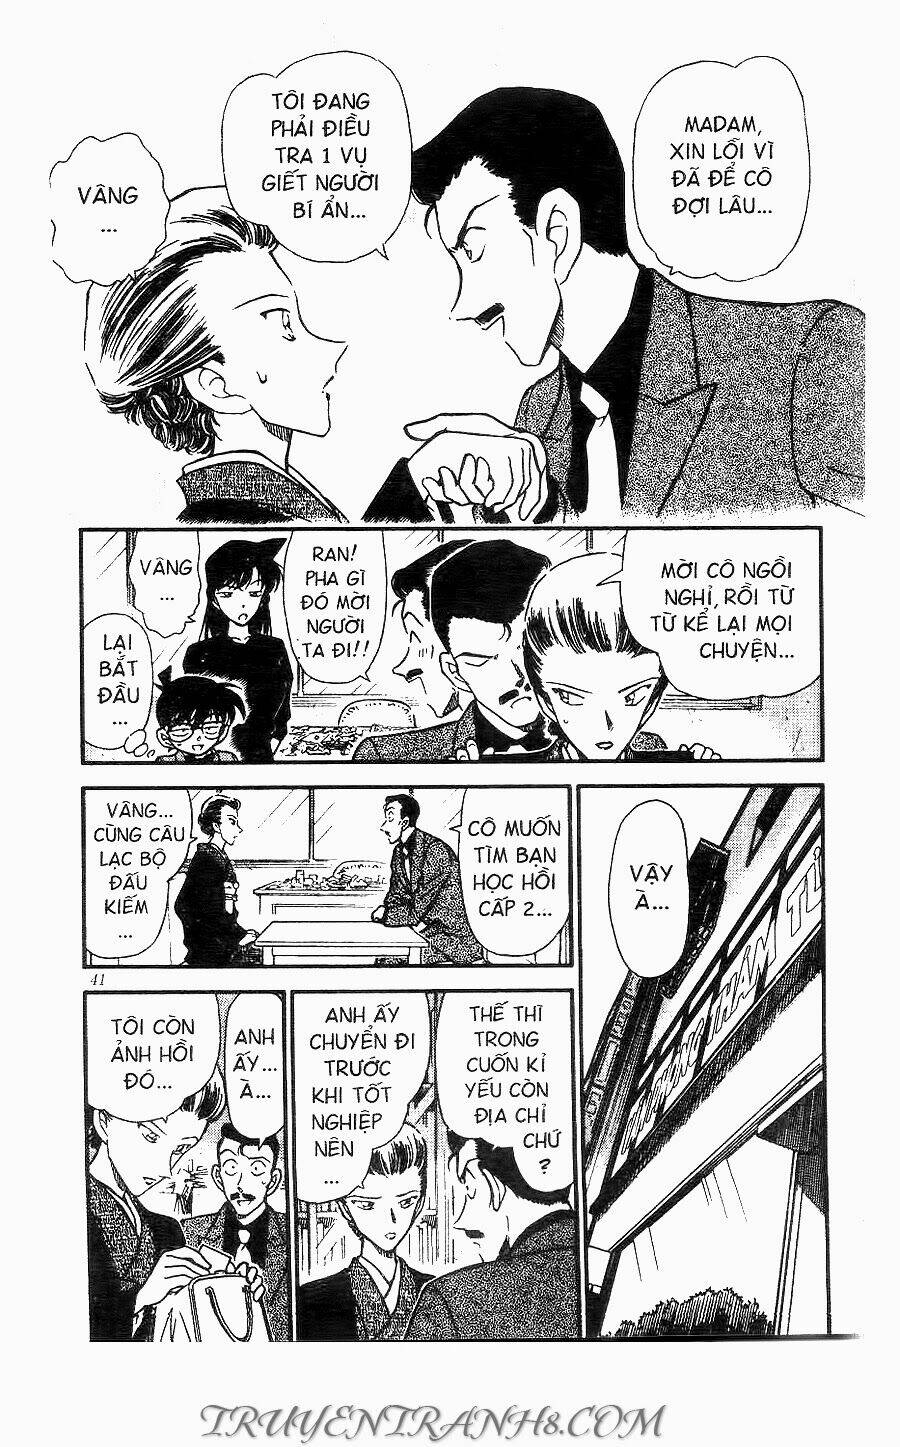 MADAM,
XIN LỖI VÌ
ĐÃ ĐỂ CÔ
ĐỢI LÂU...
TÔI ĐANG
PHẢI ĐIỀU
TRA 1 VỤ
GIẾT NGƯỜI
BÍ ẨN...
VÂNG
...
MỜI CÔ NGỒI
NGHỈ, RỒI TỪ
TỪ KỂ LẠI MỌI
CHUYỆN...
RAN!
PHA GÌ
ĐÓ MỜI
NGƯỜI
TA ĐI!!
VÂNG
...
LẠI
BẮT
ĐẦU
...
VẬY
À...
THÁM TỬ
CÔ MUỐN
TÌM BẠN
HỌC HỒI
CẤP 2...
VÂNG...
CÙNG CÂU
LẠC BỘ
ĐẤU
KIẾM
...
41
THẾ THÌ
TRONG
CUỐN KỈ
YẾU CÒN
ĐỊA CHỈ
CHỨ
?
ANH ẤY
CHUYỂN ĐI
TRƯỚC
KHI TỐT
NGHIỆP
NÊN
...
ANH
ẤY...
À...
TÔI CÒN
ẢNH HỒI
ĐÓ...
TRUYENTRANH8.COM